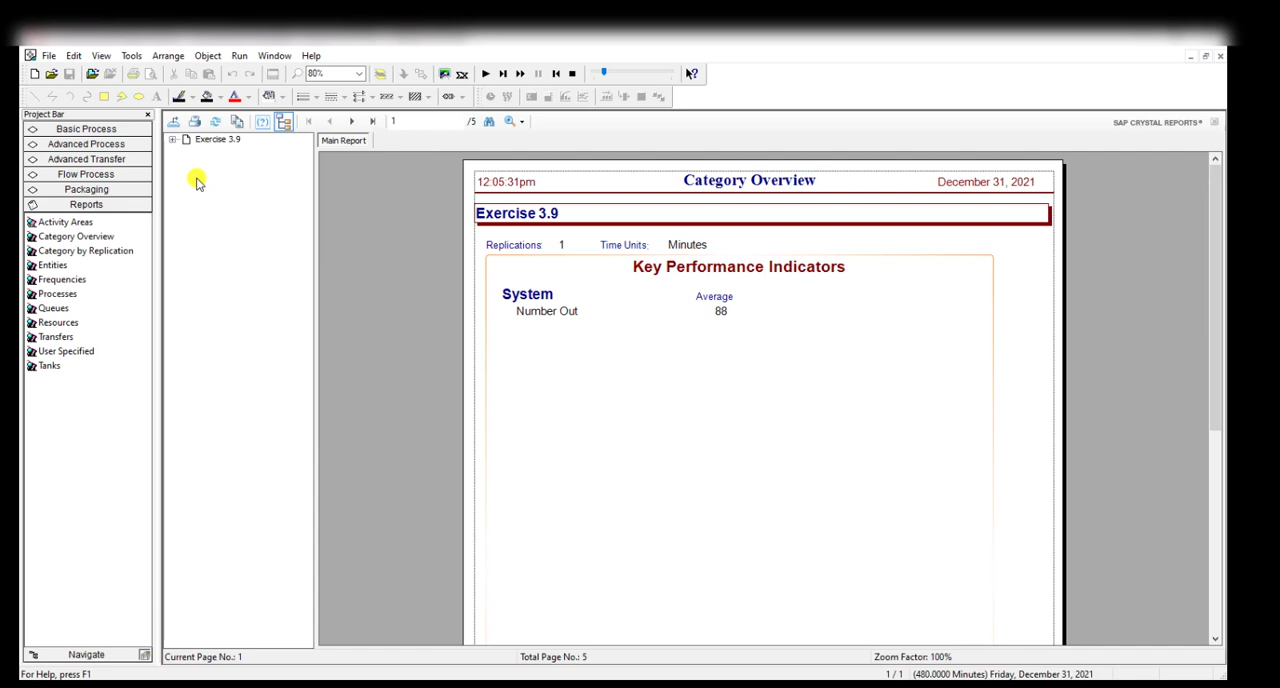 File Edit View Tools Arrange Object Run Window Help
80%
Project Bar
Basic Process
Advanced Process
Advanced Transfer
Flow Process
Packaging
Reports
Activity Areas
Category Overview
Category by Replication
Entities
Frequencies
Processes
Queues
Resources
Transfers
User Specified
Tanks
Navigate
1 /5
SAP CRYSTAL REPORTS®
Exercise 3.9
Main Report
12:05:31pm Category Overview December 31, 2021
Exercise 3.9
Replications: 1 Time Units: Minutes
Key Performance Indicators
System Average
Number Out 88
Current Page No.: 1 Total Page No.: 5 Zoom Factor: 100%
For Help, press F1 1 / 1 (480.0000 Minutes) Friday, December 31, 2021